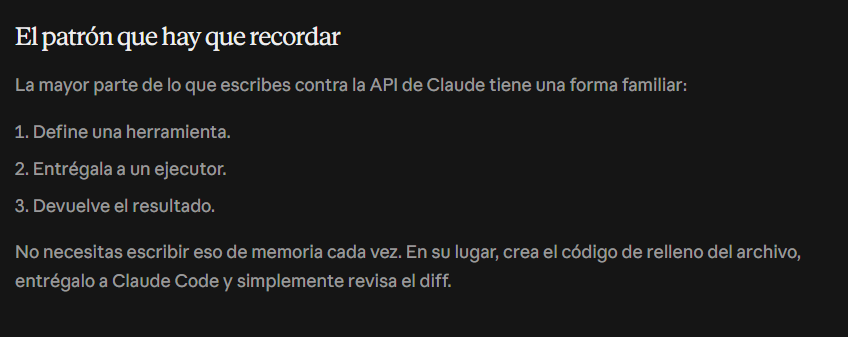 El patrón que hay que recordar
La mayor parte de lo que escribes contra la API de Claude tiene una forma familiar:
1. Define una herramienta.
2. Entrégala a un ejecutor.
3. Devuelve el resultado.
No necesitas escribir eso de memoria cada vez. En su lugar, crea el código de relleno del archivo,
entrégalo a Claude Code y simplemente revisa el diff.